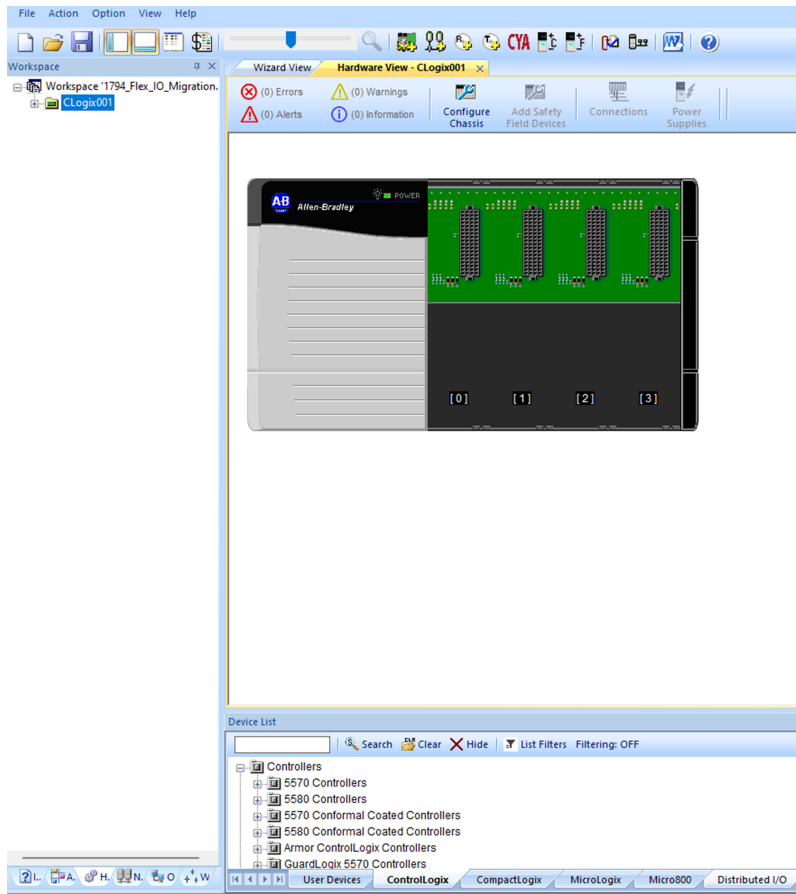 File Action Option View Help
CYA
Workspace
Wizard View Hardware View - CLogix001
Workspace '1794_Flex_IO_Migration.
CLogix001
(0) Errors (0) Warnings
(0) Alerts (0) Information
Configure Chassis
Add Safety Field Devices
Connections
Power Supplies
AB
Allen-Bradley
POWER
[0] [1] [2] [3]
Device List
Search Clear Hide List Filters Filtering: OFF
Controllers
5570 Controllers
5580 Controllers
5570 Conformal Coated Controllers
5580 Conformal Coated Controllers
Armor ControlLogix Controllers
GuardLogix 5570 Controllers
I.. A. H. N. O W
User Devices ControlLogix CompactLogix MicroLogix Micro800 Distributed I/O